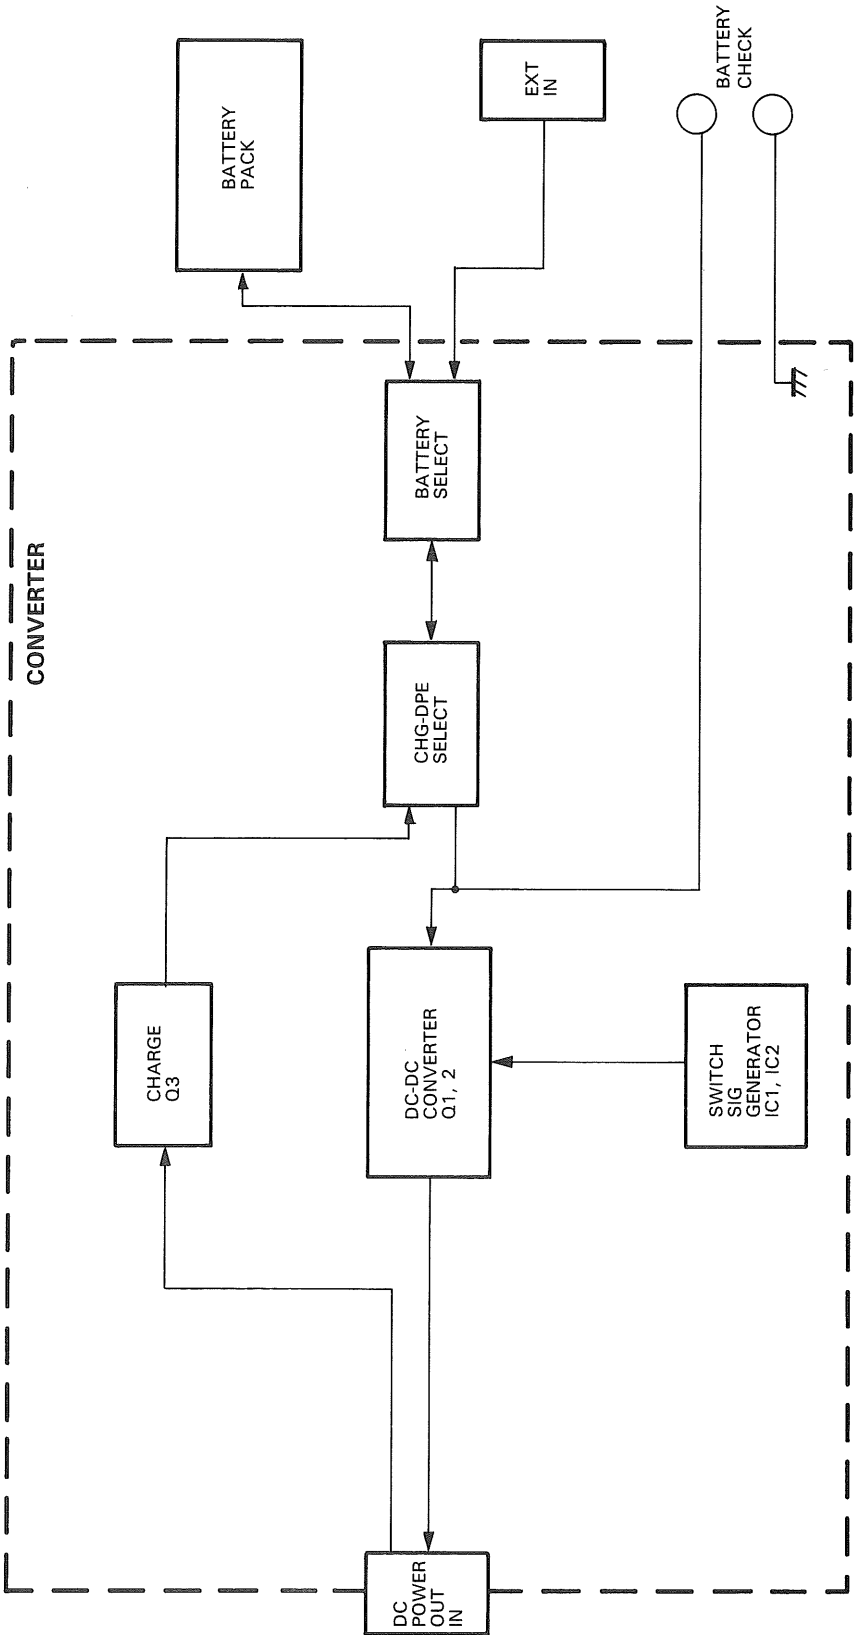 BATTERY
PACK
EXT
IN
BATTERY
CHECK
CONVERTER
BATTERY
SELECT
CHG-DPE
SELECT
CHARGE
Q3
DC-DC
CONVERTER
Q1, 2
SWITCH
SIG
GENERATOR
IC1, IC2
DC
POWER
OUT
IN